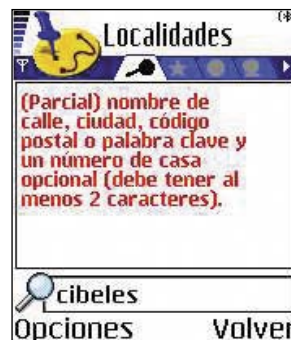 Localidades
(Parcial) nombre de
calle, ciudad, código
postal o palabra clave y
un número de casa
opcional (debe tener al
menos 2 caracteres).
cibeles
Opciones Volver